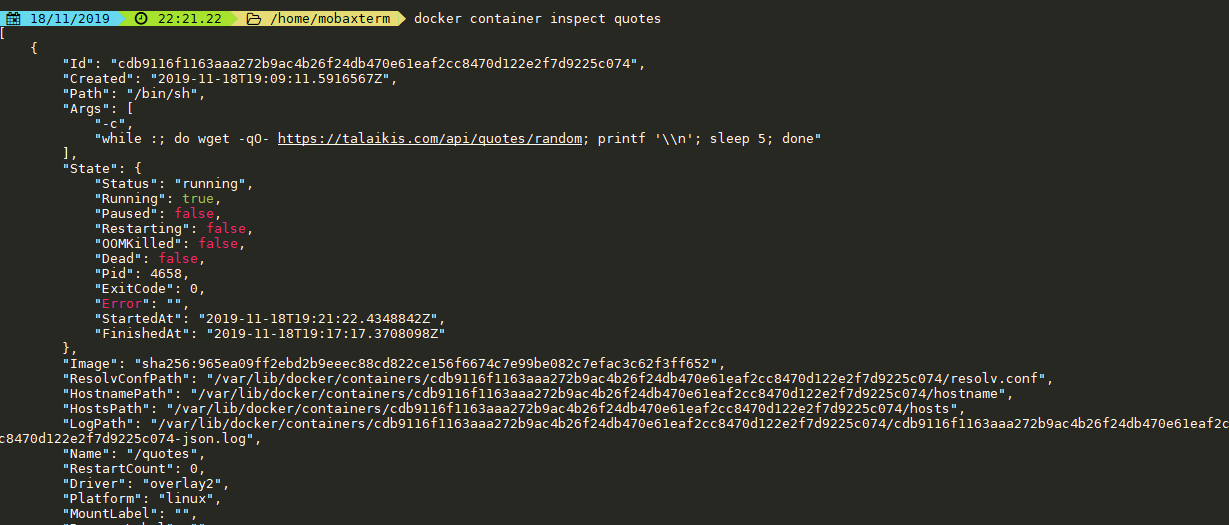 18/11/2019 22:21.22 /home/mobaxterm docker container inspect quotes
[
{
"Id": "cdb9116f1163aaa272b9ac4b26f24db470e61eaf2cc8470d122e2f7d9225c074",
"Created": "2019-11-18T19:09:11.5916567Z",
"Path": "/bin/sh",
"Args": [
"-c",
"while :; do wget -qO- https://talaikis.com/api/quotes/random; printf '\\n'; sleep 5; done"
],
"State": {
"Status": "running",
"Running": true,
"Paused": false,
"Restarting": false,
"OOMKilled": false,
"Dead": false,
"Pid": 4658,
"ExitCode": 0,
"Error": "",
"StartedAt": "2019-11-18T19:21:22.4348842Z",
"FinishedAt": "2019-11-18T19:17:17.3708098Z"
},
"Image": "sha256:965ea09ff2ebd2b9eeec88cd822ce156f6674c7e99be082c7efac3c62f3ff652",
"ResolvConfPath": "/var/lib/docker/containers/cdb9116f1163aaa272b9ac4b26f24db470e61eaf2cc8470d122e2f7d9225c074/resolv.conf",
"HostnamePath": "/var/lib/docker/containers/cdb9116f1163aaa272b9ac4b26f24db470e61eaf2cc8470d122e2f7d9225c074/hostname",
"HostsPath": "/var/lib/docker/containers/cdb9116f1163aaa272b9ac4b26f24db470e61eaf2cc8470d122e2f7d9225c074/hosts",
"LogPath": "/var/lib/docker/containers/cdb9116f1163aaa272b9ac4b26f24db470e61eaf2cc8470d122e2f7d9225c074/cdb9116f1163aaa272b9ac4b26f24db470e61eaf2c
c8470d122e2f7d9225c074-json.log",
"Name": "/quotes",
"RestartCount": 0,
"Driver": "overlay2",
"Platform": "linux",
"MountLabel": "",